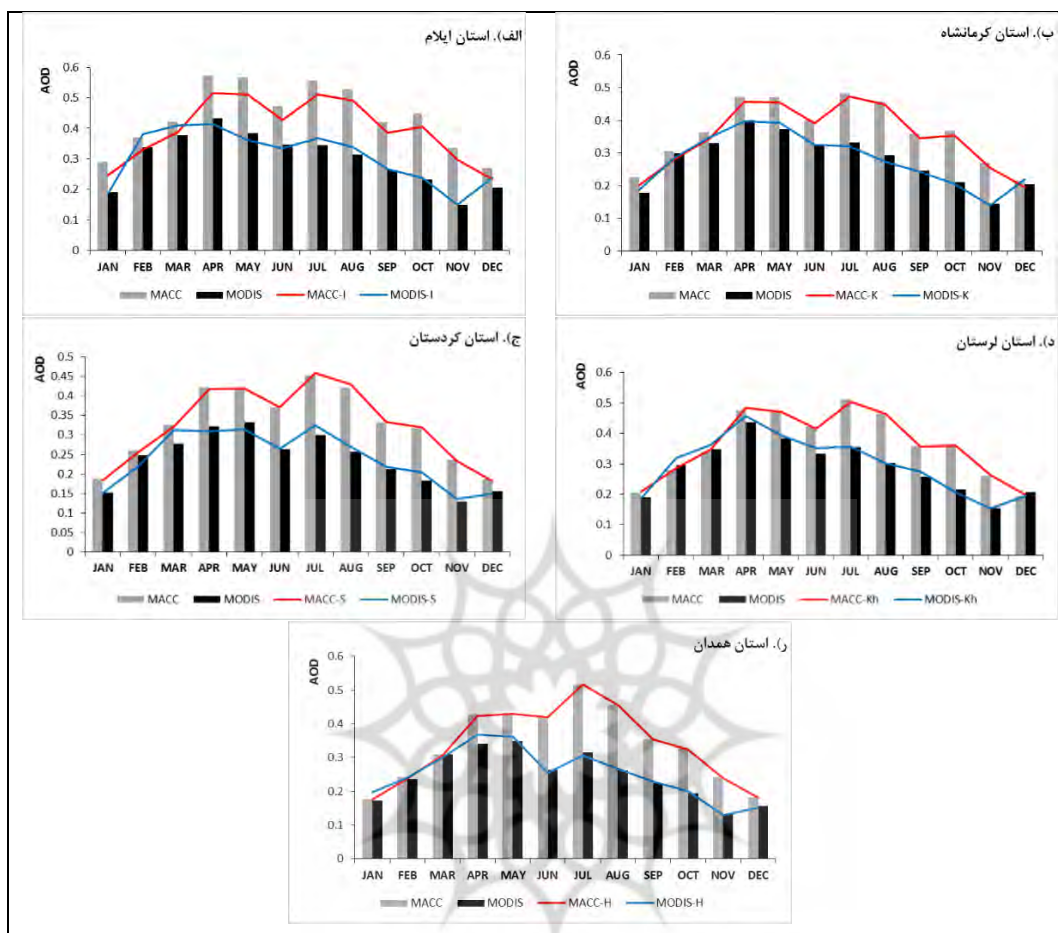 الف). استان ایلام
AOD
0.6
0.5
0.4
0.3
0.2
0.1
0
JAN FEB MAR APR MAY JUN JUL AUG SEP OCT NOV DEC
MACC MODIS MACC-I MODIS-I
ب). استان کرمانشاه
AOD
0.6
0.5
0.4
0.3
0.2
0.1
0
JAN FEB MAR APR MAY JUN JUL AUG SEP OCT NOV DEC
MACC MODIS MACC-K MODIS-K
ج). استان کردستان
AOD
0.5
0.45
0.4
0.35
0.3
0.25
0.2
0.15
0.1
0.05
0
JAN FEB MAR APR MAY JUN JUL AUG SEP OCT NOV DEC
MACC MODIS MACC-S MODIS-S
د). استان لرستان
AOD
0.6
0.5
0.4
0.3
0.2
0.1
0
JAN FEB MAR APR MAY JUN JUL AUG SEP OCT NOV DEC
MACC MODIS MACC-Kh MODIS-Kh
ر). استان همدان
AOD
0.6
0.5
0.4
0.3
0.2
0.1
0
JAN FEB MAR APR MAY JUN JUL AUG SEP OCT NOV DEC
MACC MODIS MACC-H MODIS-H